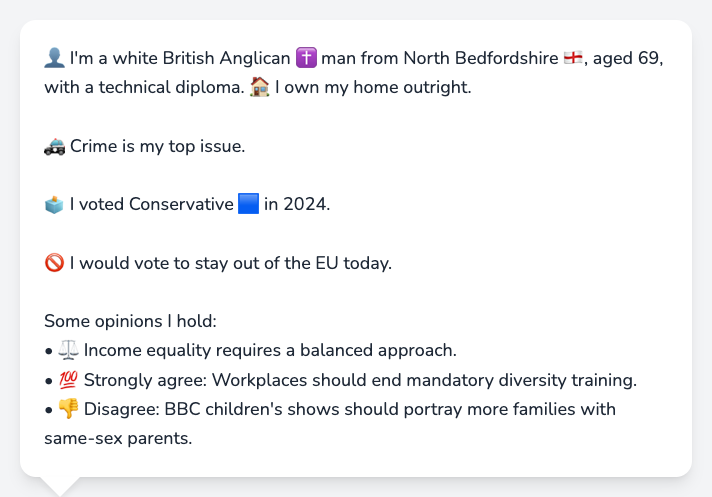 👤 I'm a white British Anglican ✝️ man from North Bedfordshire 🏴󠁧󠁢󠁥󠁮󠁧󠁿, aged 69,
with a technical diploma. 🏠 I own my home outright.
🚓 Crime is my top issue.
🗳️ I voted Conservative 🟦 in 2024.
🚫 I would vote to stay out of the EU today.
Some opinions I hold:
• ⚖️ Income equality requires a balanced approach.
• 💯 Strongly agree: Workplaces should end mandatory diversity training.
• 👎 Disagree: BBC children's shows should portray more families with
same-sex parents.